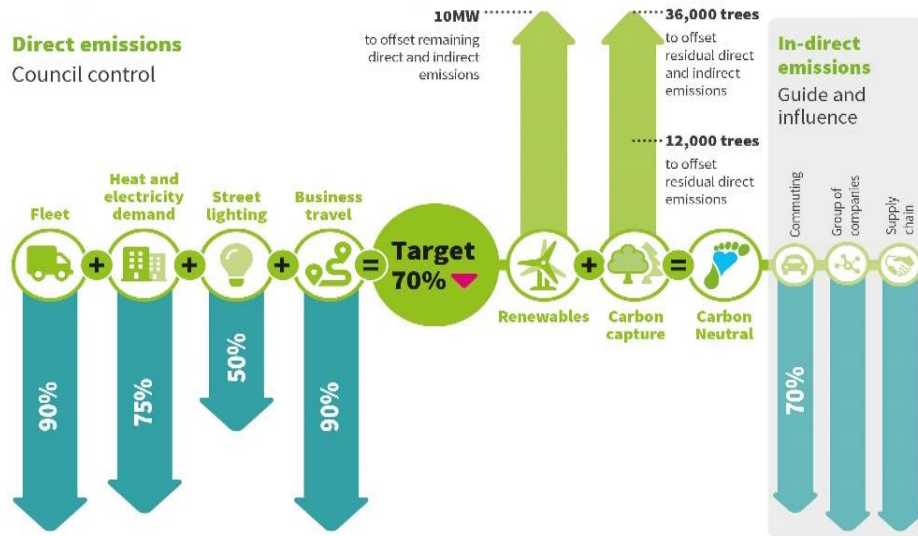 Direct emissions
Council control
Fleet
Heat and
electricity
demand
Street
lighting
Business
travel
+
+
+
=
Target
70%
90%
75%
50%
90%
10MW
to offset remaining
direct and indirect
emissions
36,000 trees
to offset
residual direct
and indirect
emissions
12,000 trees
to offset
residual direct
emissions
+
=
Renewables
Carbon
capture
Carbon
Neutral
In-direct
emissions
Guide and
influence
Commuting
Group of
companies
Supply
chain
70%